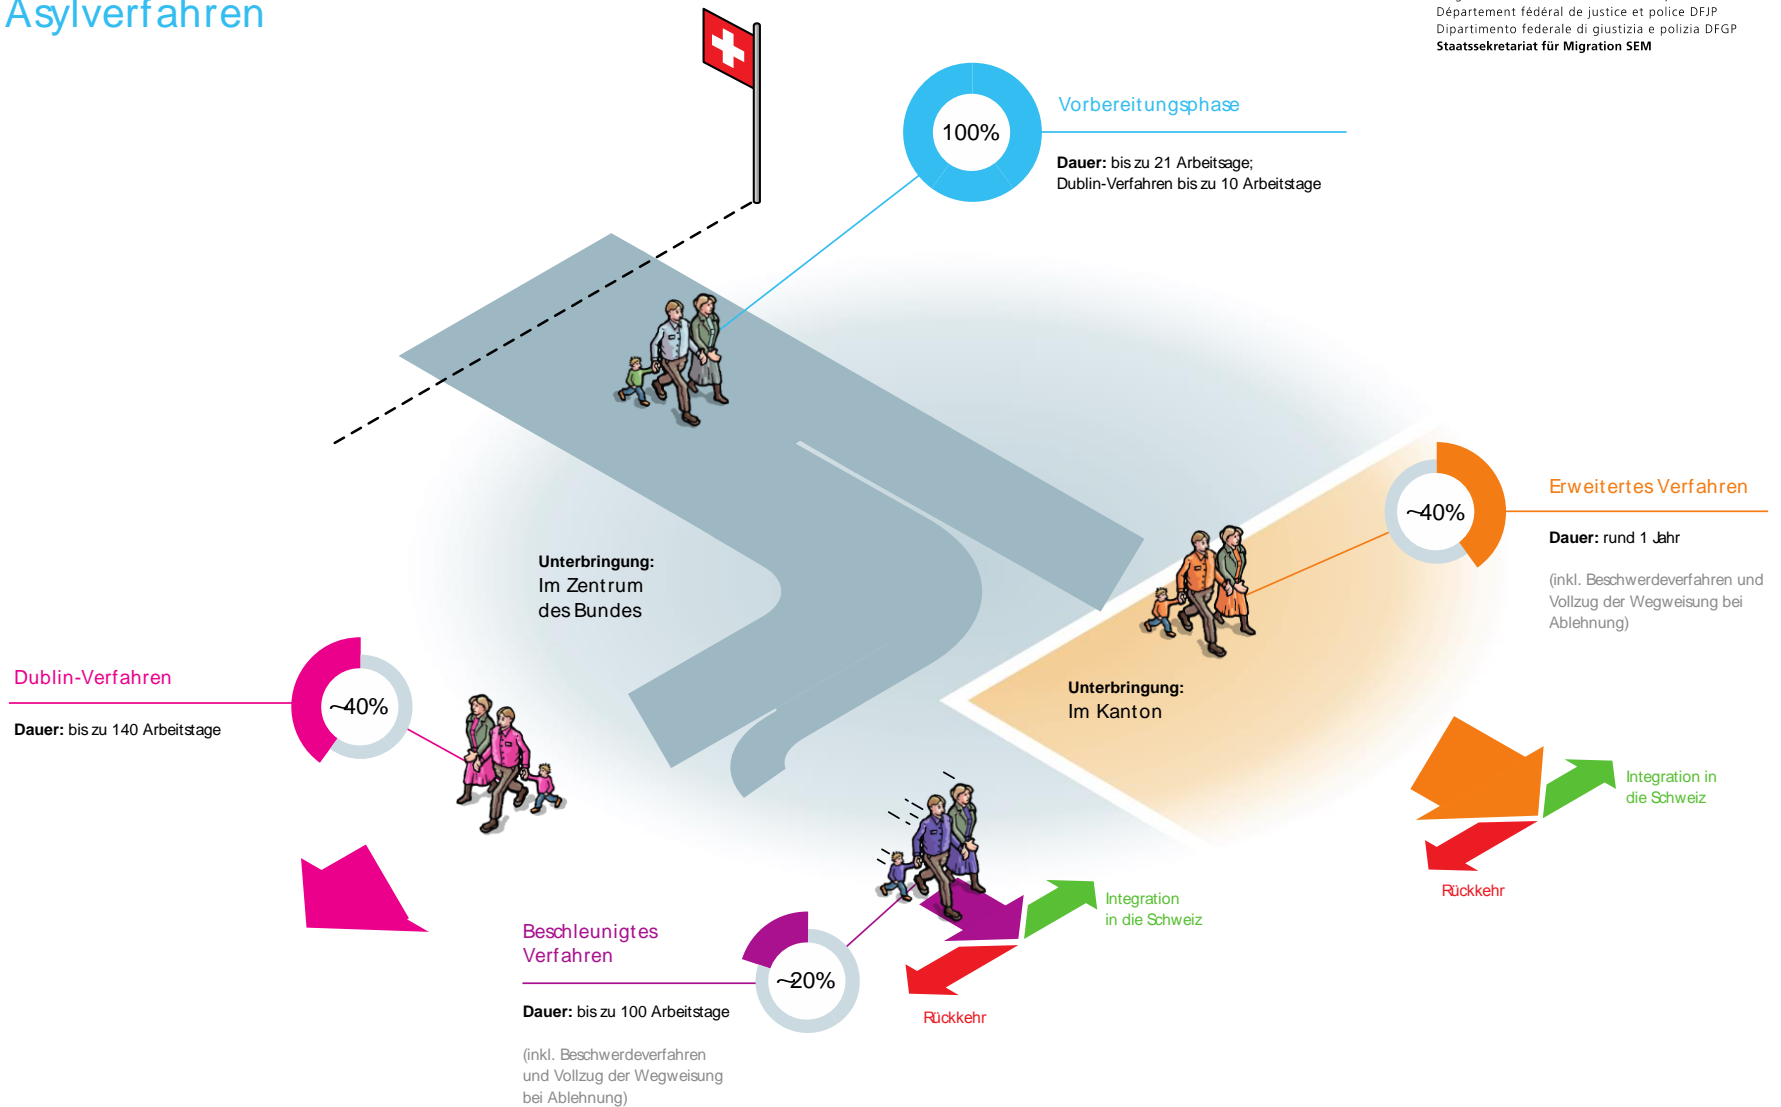 Asylverfahren
Département fédéral de justice et police DFJP
Dipartimento federale di giustizia e polizia DFGP
Staatssekretariat für Migration SEM
Vorbereitungsphase
100%
Dauer: bis zu 21 Arbeitsage;
Dublin-Verfahren bis zu 10 Arbeitstage
Erweitertes Verfahren
~40%
Dauer: rund 1 Jahr
(inkl. Beschwerdeverfahren und
Vollzug der Wegweisung bei
Ablehnung)
Unterbringung:
Im Zentrum
des Bundes
Dublin-Verfahren
~40%
Dauer: bis zu 140 Arbeitstage
Unterbringung:
Im Kanton
Integration in
die Schweiz
Rückkehr
Integration
in die Schweiz
Rückkehr
Beschleunigtes
Verfahren
~20%
Dauer: bis zu 100 Arbeitstage
(inkl. Beschwerdeverfahren
und Vollzug der Wegweisung
bei Ablehnung)